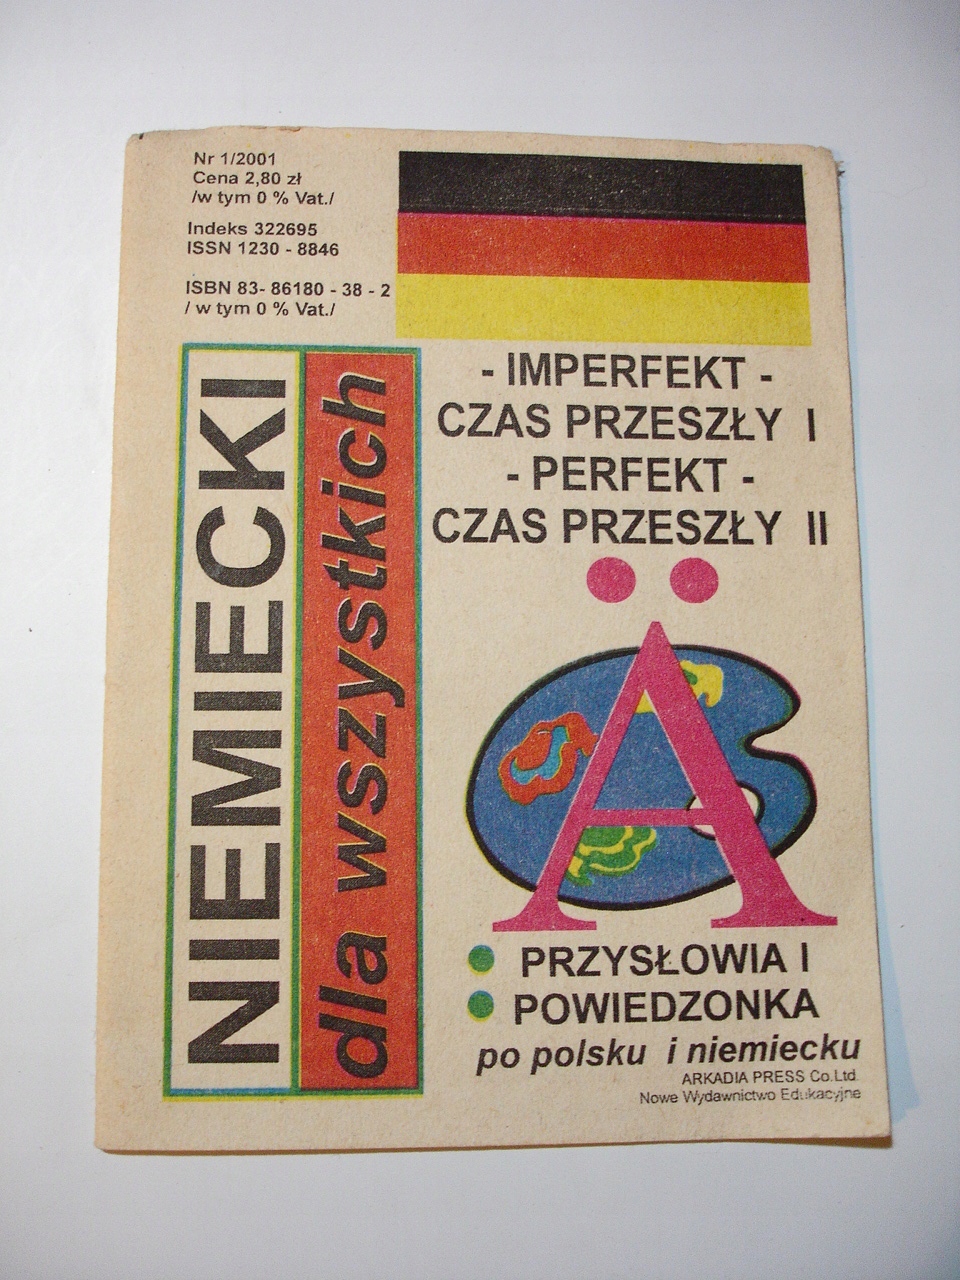 Nr 1/2001
Cena 2,80 zł
/w tym 0 % Vat./
Indeks 322695
ISSN 1230 - 8846
ISBN 83- 86180 - 38 - 2
/ w tym 0 % Vat./
NIEMIECKI
dla wszystkich
- IMPERFEKT -
CZAS PRZESZŁY I
- PERFEKT -
CZAS PRZESZŁY II
Ä
PRZYSŁOWIA I
POWIEDZONKA
po polsku i niemiecku
ARKADIA PRESS Co.Ltd.
Nowe Wydawnictwo Edukacyjne